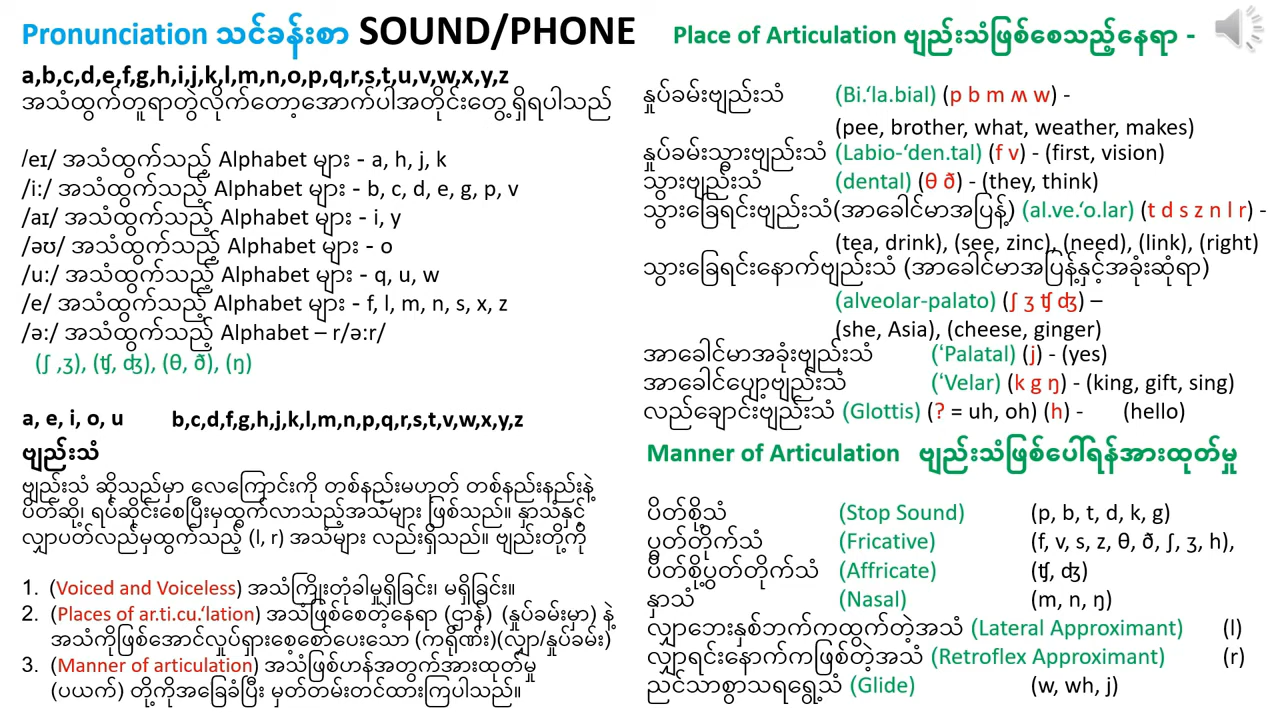 Pronunciation သင်ခန်းစာ SOUND/PHONE
a,b,c,d,e,f,g,h,i,j,k,l,m,n,o,p,q,r,s,t,u,v,w,x,y,z
အသံထွက်တူရာတွဲလိုက်တော့အောက်ပါအတိုင်းတွေ့ရှိရပါသည်
/eɪ/ အသံထွက်သည့် Alphabet များ - a, h, j, k
/i:/ အသံထွက်သည့် Alphabet များ - b, c, d, e, g, p, v
/aɪ/ အသံထွက်သည့် Alphabet များ - i, y
/əʊ/ အသံထွက်သည့် Alphabet များ - o
/u:/ အသံထွက်သည့် Alphabet များ - q, u, w
/e/ အသံထွက်သည့် Alphabet များ - f, l, m, n, s, x, z
/ə:/ အသံထွက်သည့် Alphabet – r/ə:r/
(ʃ ,ʒ), (ʧ, ʤ), (θ, ð), (ŋ)
a, e, i, o, u b,c,d,f,g,h,j,k,l,m,n,p,q,r,s,t,v,w,x,y,z
ဗျည်းသံ
ဗျည်းသံ ဆိုသည်မှာ လေကြောင်းကို တစ်နည်းမဟုတ် တစ်နည်းနည်းနဲ့
ပိတ်ဆို့၊ ရပ်ဆိုင်းစေပြီးမှထွက်လာသည့်အသံများ ဖြစ်သည်။ နှာသံနှင့်
လျှာပတ်လည်မှထွက်သည့် (l, r) အသံများ လည်းရှိသည်။ ဗျည်းတို့ကို
1. (Voiced and Voiceless) အသံကြိုးတုံခါမှုရှိခြင်း၊ မရှိခြင်း။
2. (Places of ar.ti.cu.‘lation) အသံဖြစ်စေတဲ့နေရာ (ဌာန်) (နှုပ်ခမ်းမှာ) နဲ့
အသံကိုဖြစ်အောင်လှုပ်ရှားစေ့စော်ပေးသော (ကရိုဏ်း)(လျှာ/နှုပ်ခမ်း)
3. (Manner of articulation) အသံဖြစ်ဟန်အတွက်အားထုတ်မှု
(ပယက်) တို့ကိုအခြေခံပြီး မှတ်တမ်းတင်ထားကြပါသည်။
Place of Articulation ဗျည်းသံဖြစ်စေသည့်နေရာ -
နှုပ်ခမ်းဗျည်းသံ (Bi.‘la.bial) (p b m ʍ w) -
(pee, brother, what, weather, makes)
နှုပ်ခမ်းသွားဗျည်းသံ (Labio-‘den.tal) (f v) - (first, vision)
သွားဗျည်းသံ (dental) (θ ð) - (they, think)
သွားခြေရင်းဗျည်းသံ(အာခေါင်မာအပြန့်) (al.ve.‘o.lar) (t d s z n l r) -
(tea, drink), (see, zinc), (need), (link), (right)
သွားခြေရင်းနောက်ဗျည်းသံ (အာခေါင်မာအပြန့်နှင့်အခုံးဆုံရာ)
(alveolar-palato) (ʃ ʒ ʧ ʤ) –
(she, Asia), (cheese, ginger)
အာခေါင်မာအခုံးဗျည်းသံ (‘Palatal) (j) - (yes)
အာခေါင်ပျော့ဗျည်းသံ (‘Velar) (k g ŋ) - (king, gift, sing)
လည်ချောင်းဗျည်းသံ (Glottis) (? = uh, oh) (h) - (hello)
Manner of Articulation ဗျည်းသံဖြစ်ပေါ်ရန်အားထုတ်မှု
ပိတ်စို့သံ (Stop Sound) (p, b, t, d, k, g)
ပွတ်တိုက်သံ (Fricative) (f, v, s, z, θ, ð, ʃ, ʒ, h),
ပိတ်စို့ပွတ်တိုက်သံ (Affricate) (ʧ, ʤ)
နှာသံ (Nasal) (m, n, ŋ)
လျှာဘေးနှစ်ဘက်ကထွက်တဲ့အသံ (Lateral Approximant) (l)
လျှာရင်းနောက်ကဖြစ်တဲ့အသံ (Retroflex Approximant) (r)
ညင်သာစွာသရရွေ့သံ (Glide) (w, wh, j)